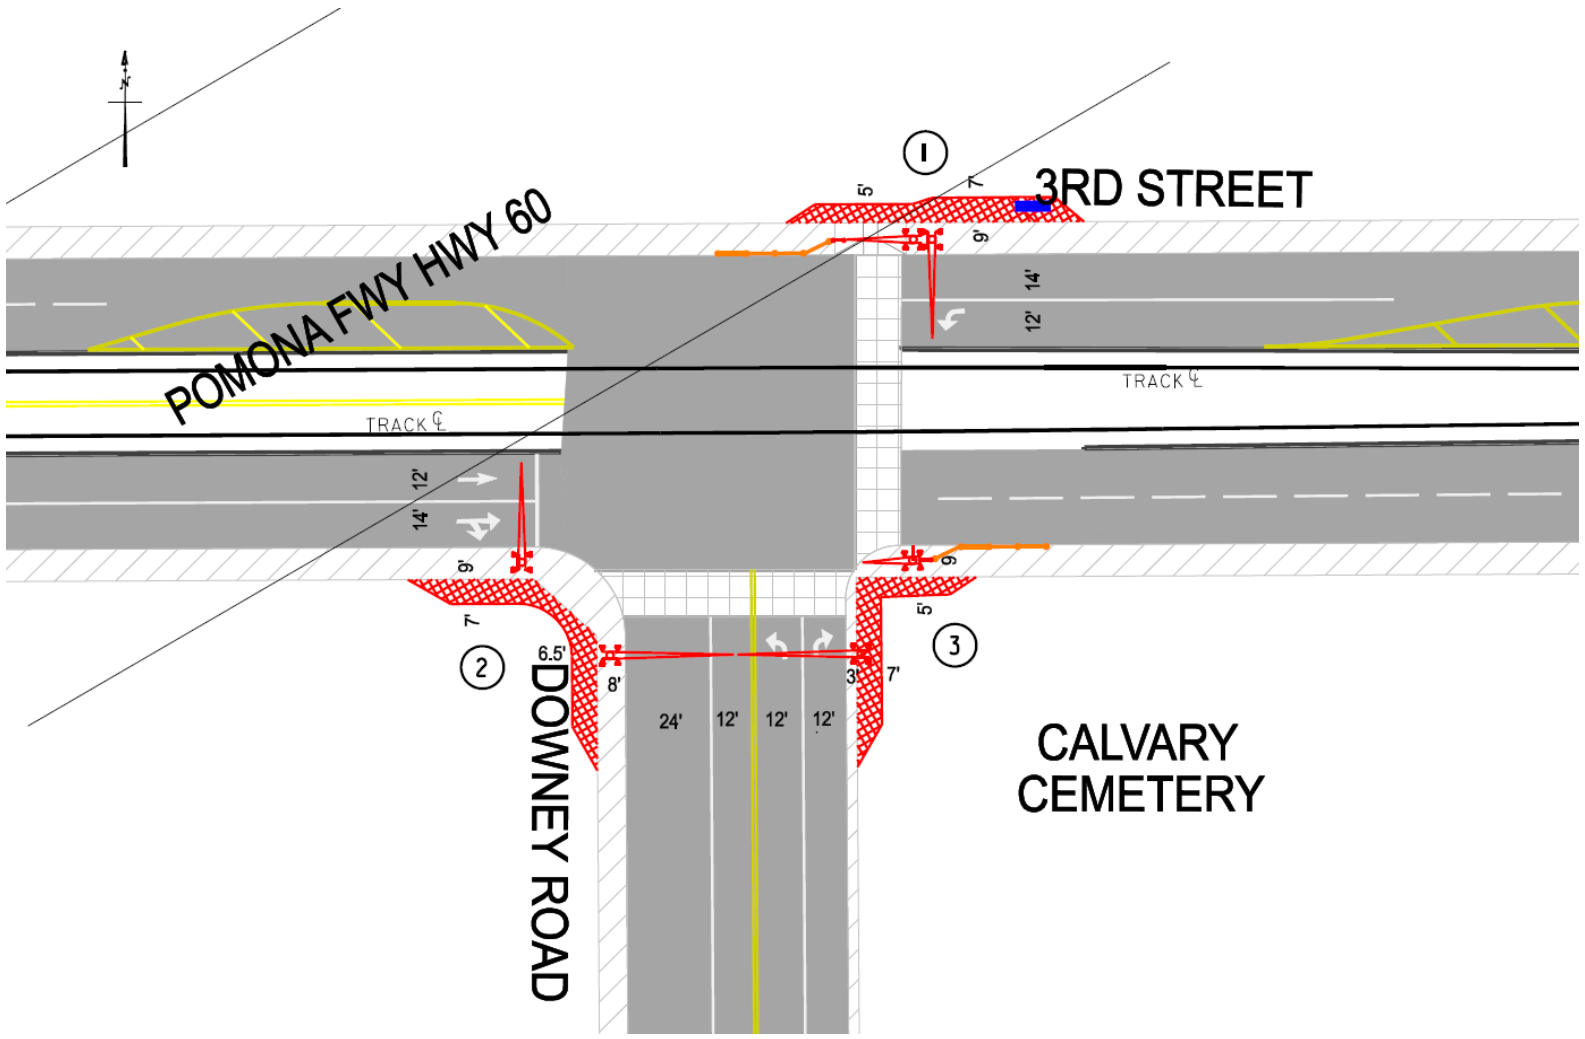 N
1
5'
7'
3RD STREET
9'
POMONA FWY HWY 60
14'
12'
TRACK ℄
TRACK ℄
12'
14'
9'
9'
7'
5'
2
6.5'
8'
3'
7'
3
DOWNEY ROAD
24'
12'
12'
12'
CALVARY
CEMETERY